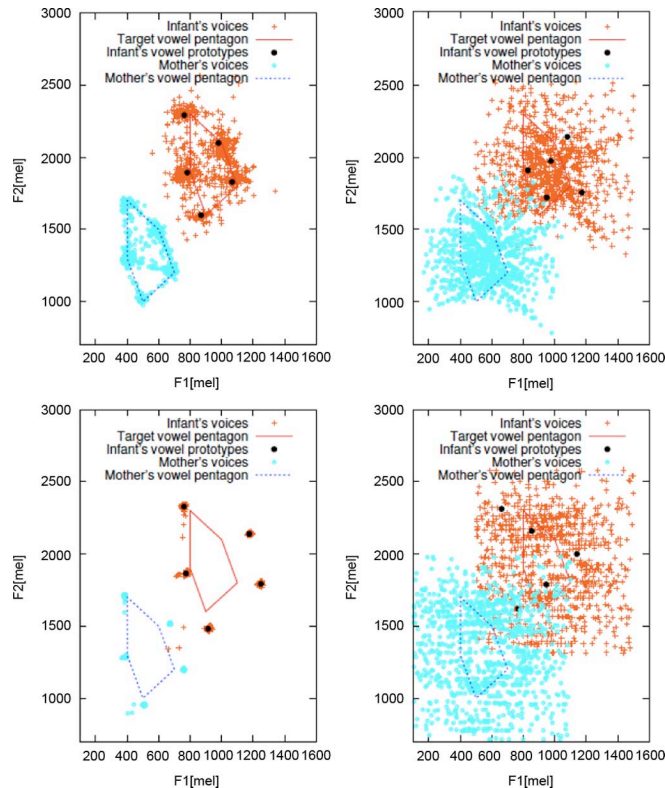 3000
2500
2000
1500
1000
F2[mel]
Infant's voices
Target vowel pentagon
Infant's vowel prototypes
Mother's voices
Mother's vowel pentagon
200 400 600 800 1000 1200 1400 1600
F1[mel]
3000
2500
2000
1500
1000
F2[mel]
Infant's voices
Target vowel pentagon
Infant's vowel prototypes
Mother's voices
Mother's vowel pentagon
200 400 600 800 1000 1200 1400 1600
F1[mel]
3000
2500
2000
1500
1000
F2[mel]
Infant's voices
Target vowel pentagon
Infant's vowel prototypes
Mother's voices
Mother's vowel pentagon
200 400 600 800 1000 1200 1400 1600
F1[mel]
3000
2500
2000
1500
1000
F2[mel]
Infant's voices
Target vowel pentagon
Infant's vowel prototypes
Mother's voices
Mother's vowel pentagon
200 400 600 800 1000 1200 1400 1600
F1[mel]